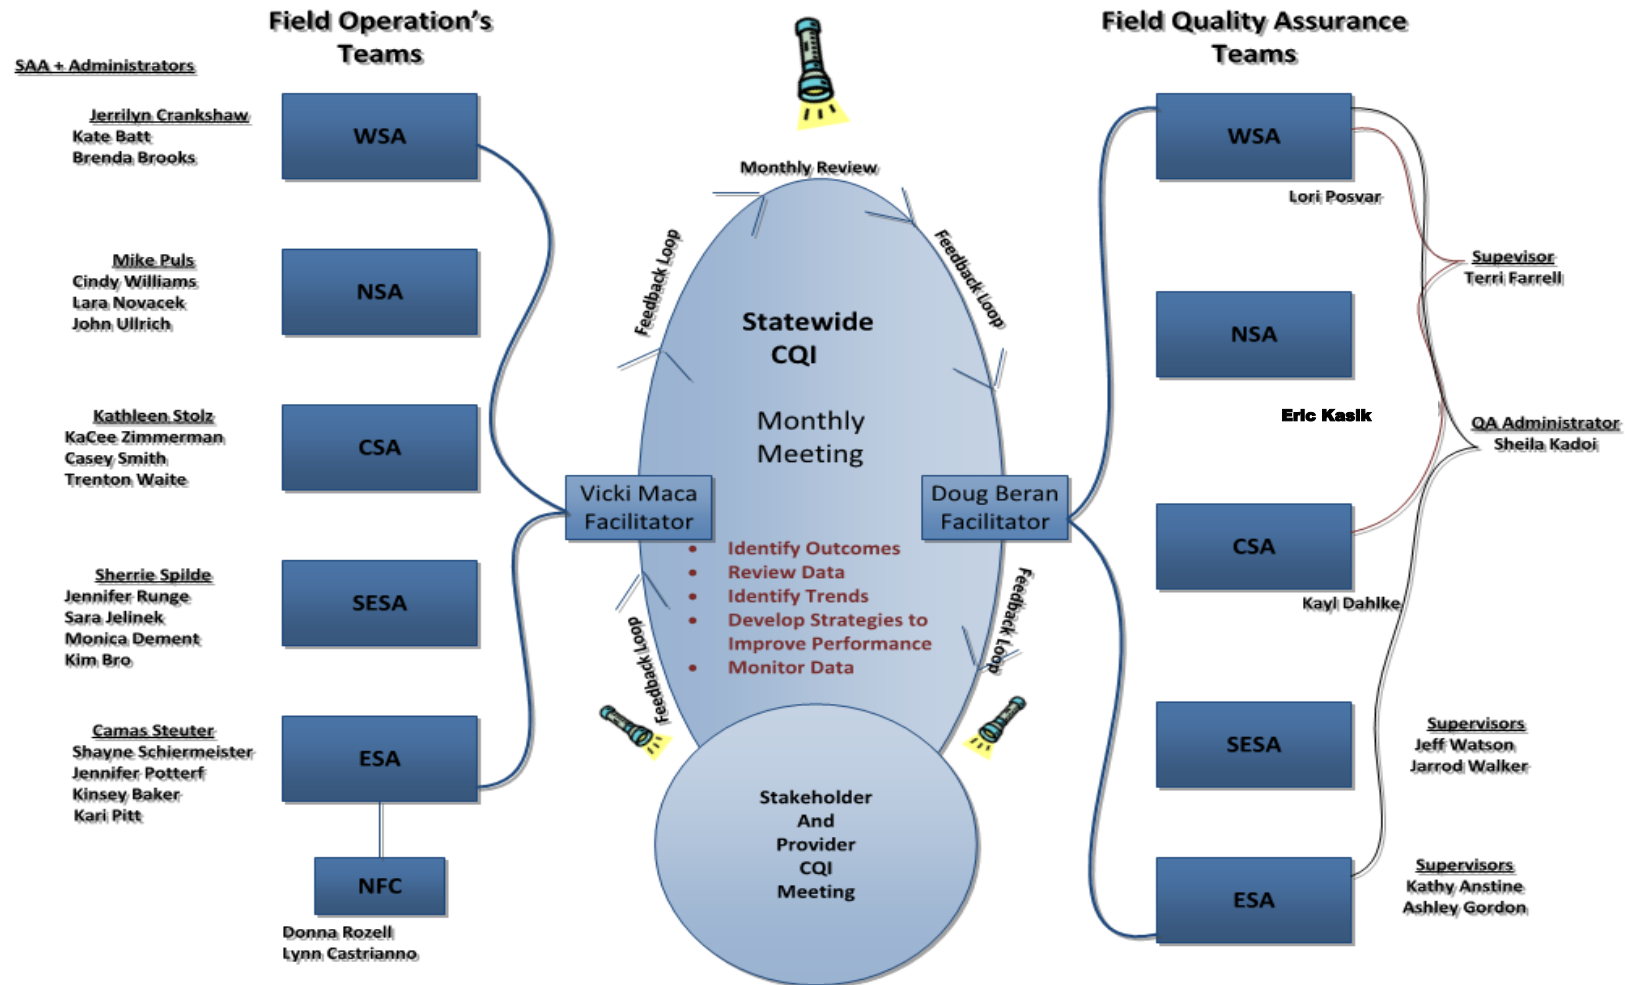 Field Operation's
Teams
SAA + Administrators
Jerrilyn Crankshaw
Kate Batt
Brenda Brooks
WSA
Mike Puls
Cindy Williams
Lara Novacek
John Ullrich
NSA
Kathleen Stolz
KaCee Zimmerman
Casey Smith
Trenton Waite
CSA
Sherrie Spilde
Jennifer Runge
Sara Jelinek
Monica Dement
Kim Bro
SESA
Camas Steuter
Shayne Schiermeister
Jennifer Potterf
Kinsey Baker
Kari Pitt
ESA
NFC
Donna Rozell
Lynn Castrianno
Monthly Review
Feedback Loop
Feedback Loop
Statewide
CQI
Monthly
Meeting
Vicki Maca
Facilitator
Doug Beran
Facilitator
• Identify Outcomes
• Review Data
• Identify Trends
• Develop Strategies to
Improve Performance
• Monitor Data
Feedback Loop
Feedback Loop
Stakeholder
And
Provider
CQI
Meeting
Field Quality Assurance
Teams
WSA
Lori Posvar
Supevisor
Terri Farrell
NSA
Eric Kasik
QA Administrator
Sheila Kadoi
CSA
Kayl Dahlke
SESA
Supervisors
Jeff Watson
Jarrod Walker
ESA
Supervisors
Kathy Anstine
Ashley Gordon